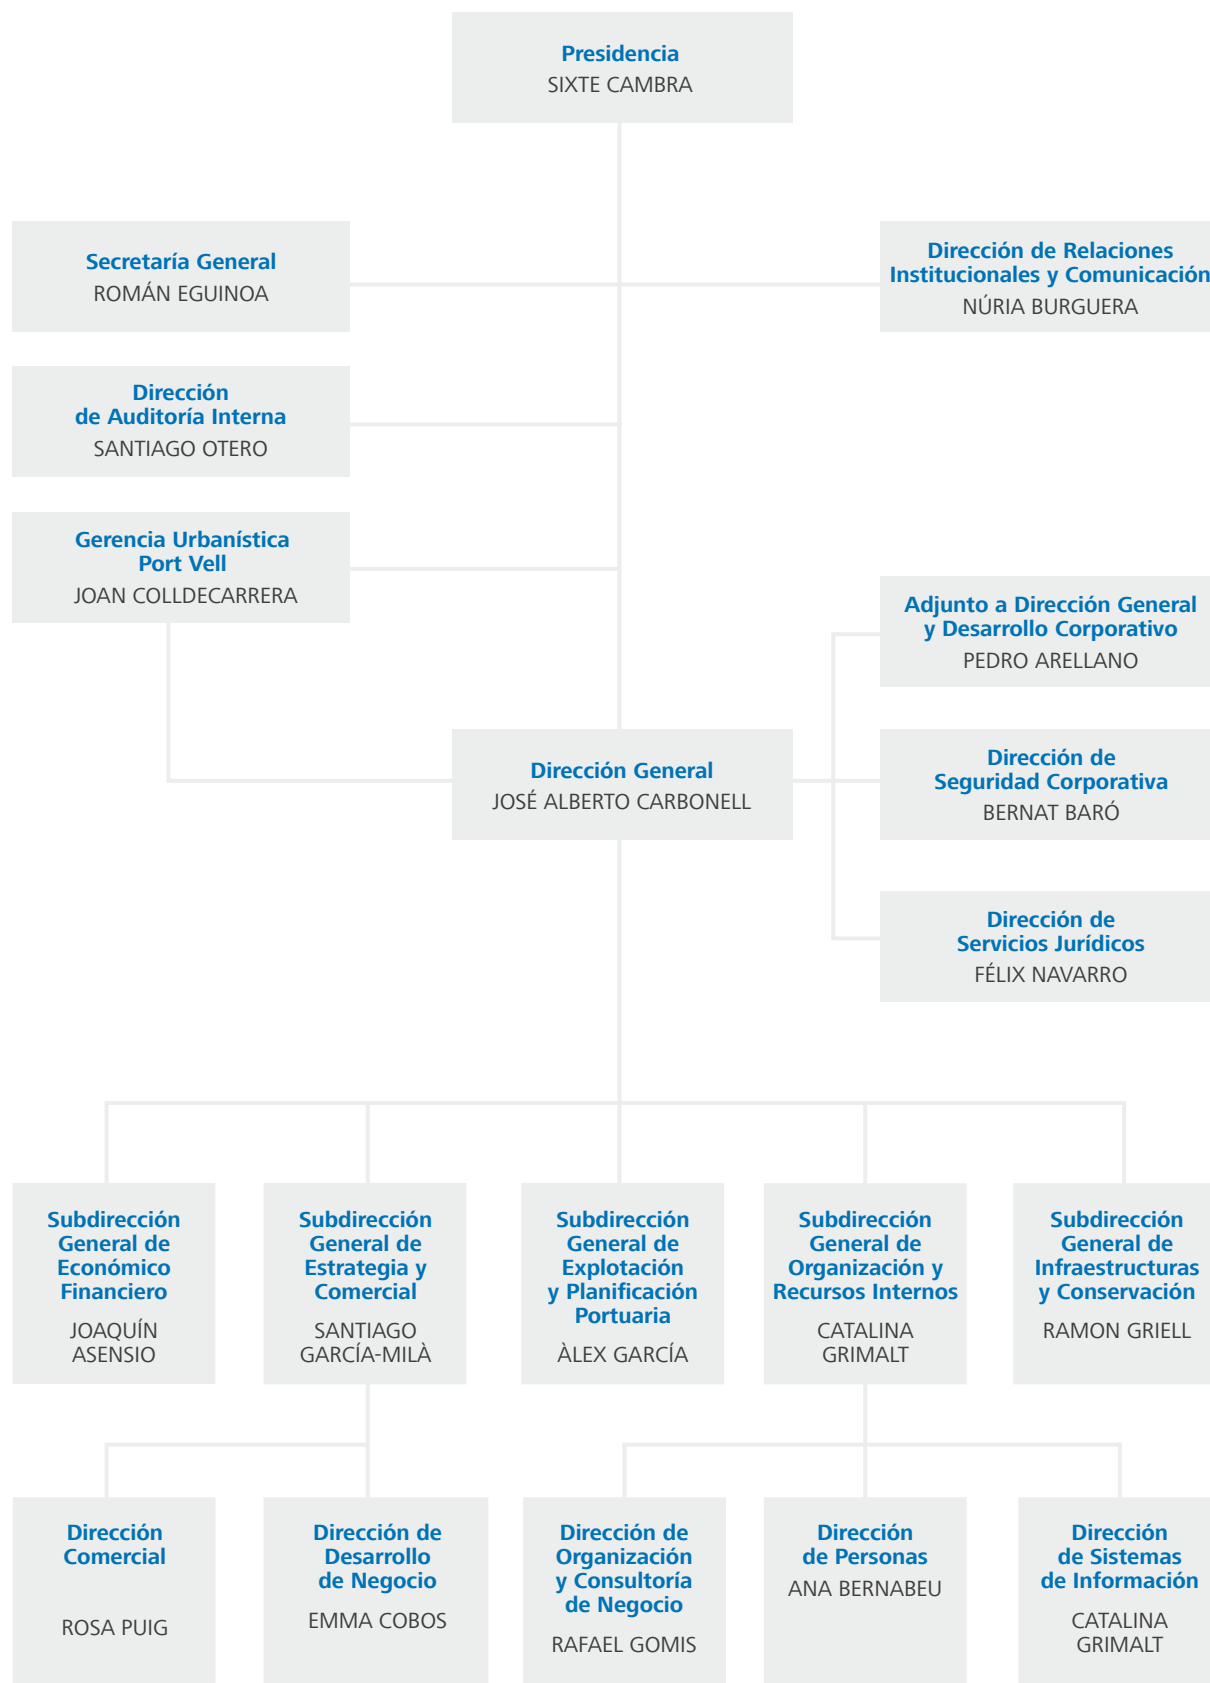 Presidencia
SIXTE CAMBRA
Secretaría General
ROMÁN EGUINOA
Dirección de Relaciones
Institucionales y Comunicación
NÚRIA BURGUERA
Dirección
de Auditoría Interna
SANTIAGO OTERO
Gerencia Urbanística
Port Vell
JOAN COLLDECARRERA
Adjunto a Dirección General
y Desarrollo Corporativo
PEDRO ARELLANO
Dirección General
JOSÉ ALBERTO CARBONELL
Dirección de
Seguridad Corporativa
BERNAT BARÓ
Dirección de
Servicios Jurídicos
FÉLIX NAVARRO
Subdirección
General de
Económico
Financiero
JOAQUÍN
ASENSIO
Subdirección
General de
Estrategia y
Comercial
SANTIAGO
GARCÍA-MILÀ
Subdirección
General de
Explotación
y Planificación
Portuaria
ÀLEX GARCÍA
Subdirección
General de
Organización y
Recursos Internos
CATALINA
GRIMALT
Subdirección
General de
Infraestructuras
y Conservación
RAMON GRIELL
Dirección
Comercial
ROSA PUIG
Dirección de
Desarrollo
de Negocio
EMMA COBOS
Dirección de
Organización
y Consultoría
de Negocio
RAFAEL GOMIS
Dirección
de Personas
ANA BERNABEU
Dirección
de Sistemas
de Información
CATALINA
GRIMALT